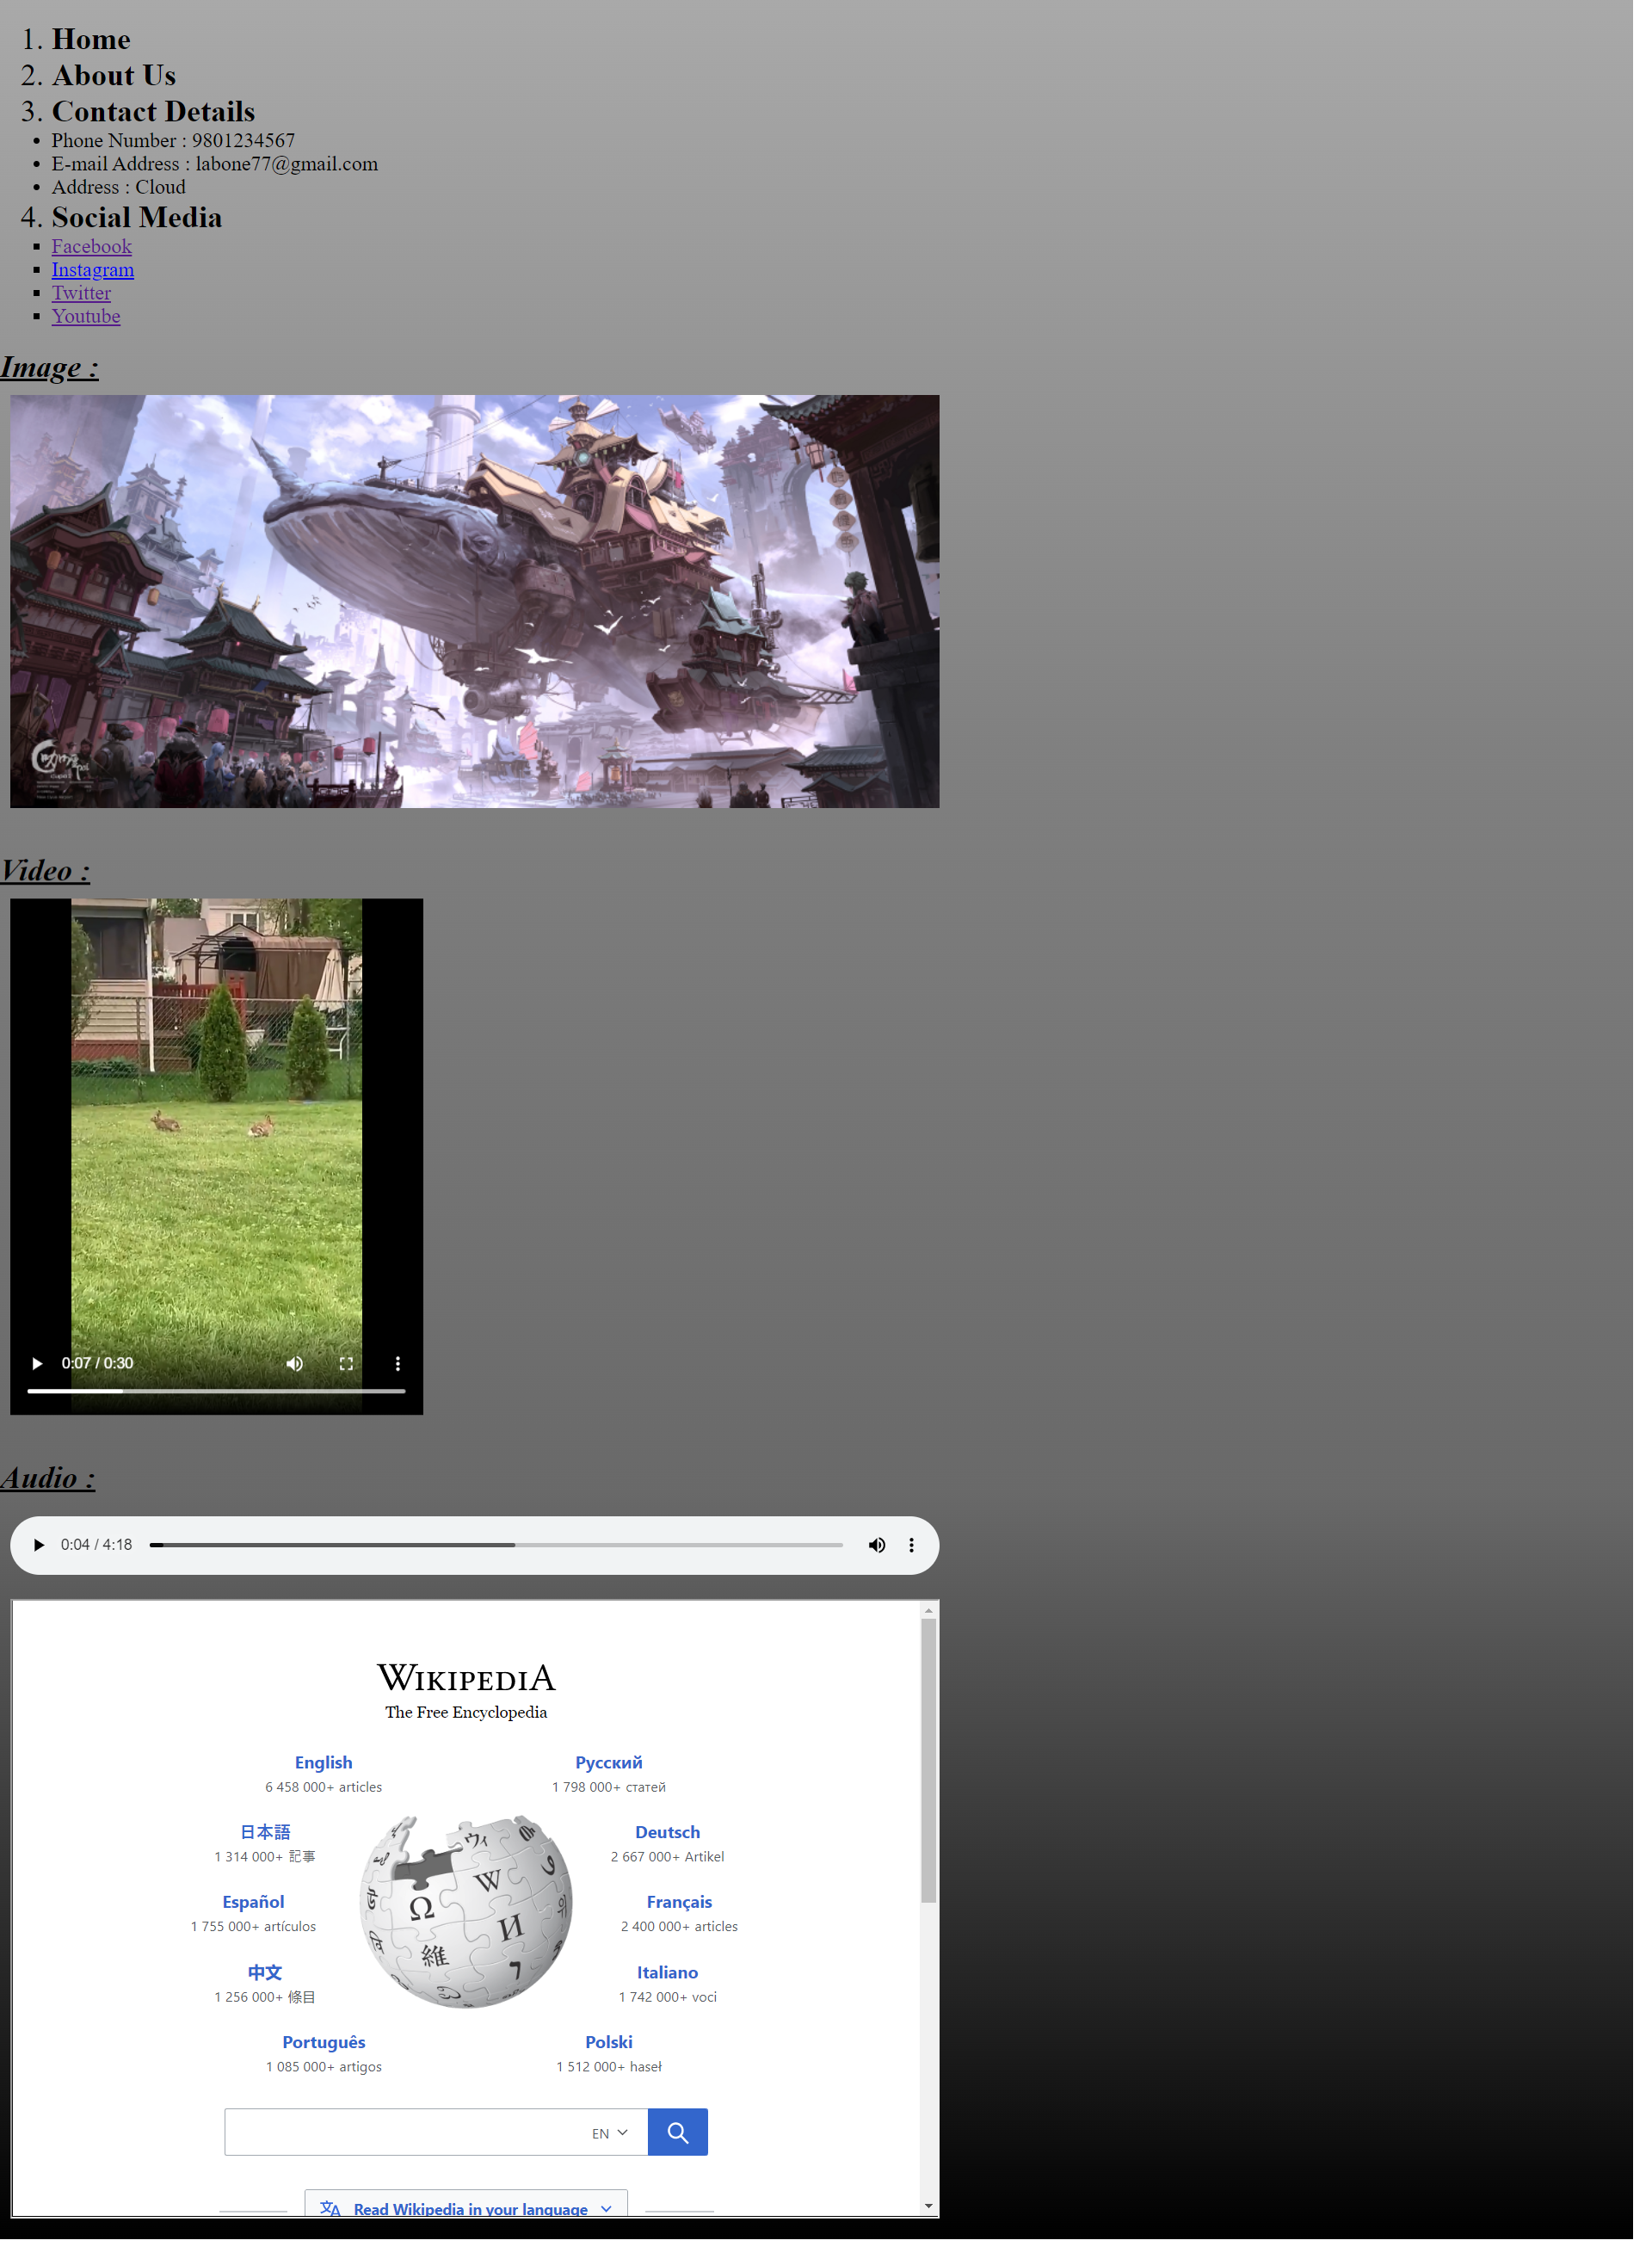 1. Home
2. About Us
3. Contact Details
• Phone Number : 9801234567
• E-mail Address : labone77@gmail.com
• Address : Cloud
4. Social Media
▪ Facebook
▪ Instagram
▪ Twitter
▪ Youtube
Image :
Video :
0:07 / 0:30
Audio :
0:04 / 4:18
WIKIPEDIA
The Free Encyclopedia
English
6 458 000+ articles
Русский
1 798 000+ статей
日本語
1 314 000+ 記事
Deutsch
2 667 000+ Artikel
Español
1 755 000+ artículos
Français
2 400 000+ articles
中文
1 256 000+ 條目
Italiano
1 742 000+ voci
Português
1 085 000+ artigos
Polski
1 512 000+ haseł
Ω
W
И
維
ウィ
EN
Read Wikipedia in your language